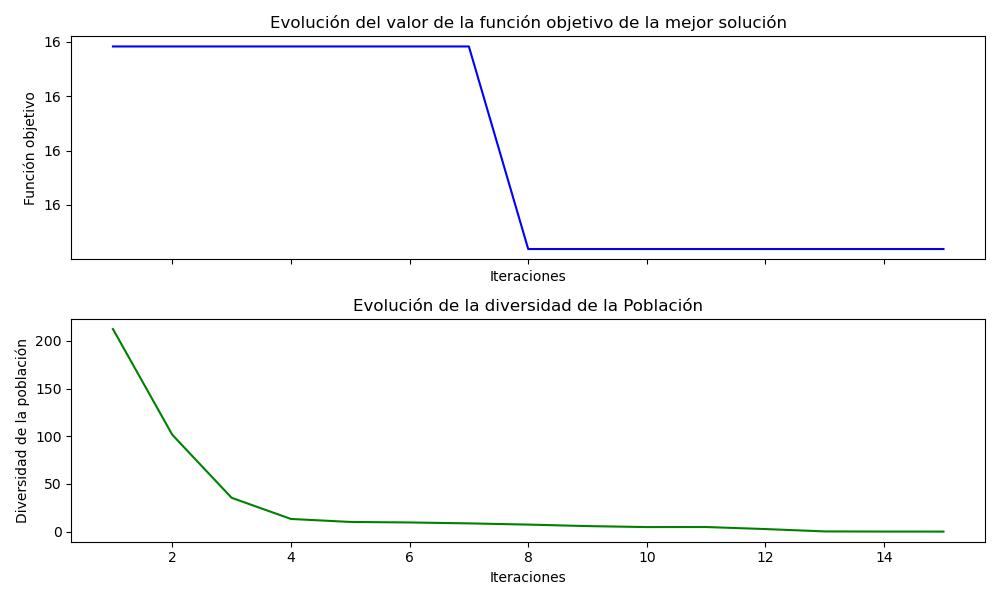 Evolución del valor de la función objetivo de la mejor solución
16
16
16
16
Función objetivo
Iteraciones
Evolución de la diversidad de la Población
200
150
100
50
0
Diversidad de la población
2 4 6 8 10 12 14
Iteraciones